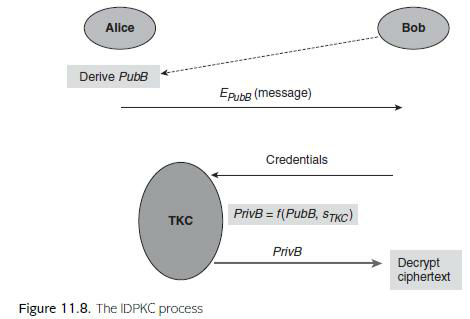 Alice
Bob
Derive PubB
EPubB (message)
Credentials
TKC
PrivB = f(PubB, sTKC)
PrivB
Decrypt
ciphertext
Figure 11.8. The IDPKC process